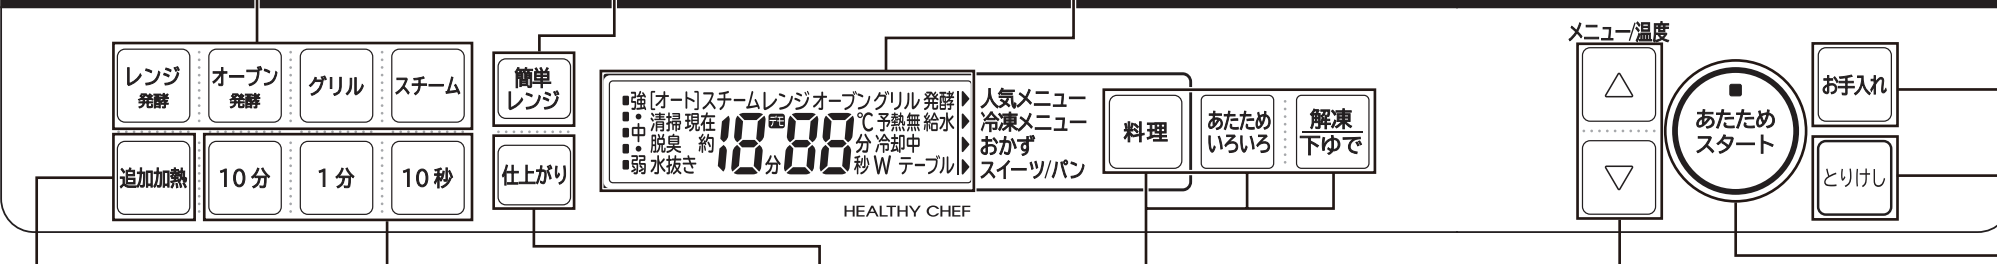 レンジ
発酵
オーブン
発酵
グリル
スチーム
追加加熱
10分
1分
10秒
簡単
レンジ
仕上がり
強 [オート]スチームレンジオーブングリル 発酵
清掃 現在 18 ナビ 88 ℃ 予熱無 給水
中
脱臭 約 分 分 冷却中
弱 水抜き 秒 W テーブル
人気メニュー
冷凍メニュー
おかず
スイーツ/パン
HEALTHY CHEF
料理
あたため
いろいろ
解凍
下ゆで
メニュー/温度
△
▽
あたため
スタート
お手入れ
とりけし